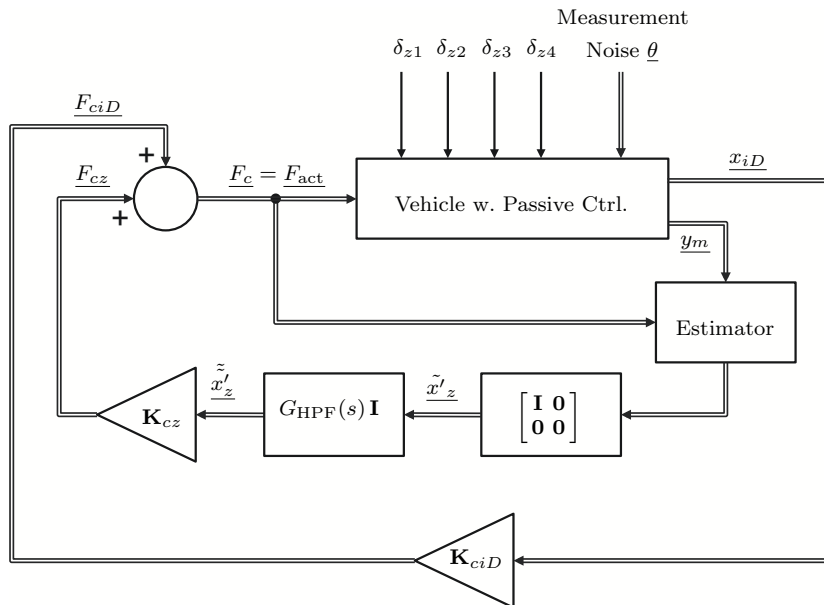 Measurement
Noise θ
δz1 δz2 δz3 δz4
FciD
+
Fcz
+
Fc = Fact
Vehicle w. Passive Ctrl.
xiD
ym
Estimator
x̃̃′z
x̃′z
Kcz
GHPF(s) I
[I 0
0 0]
KciD